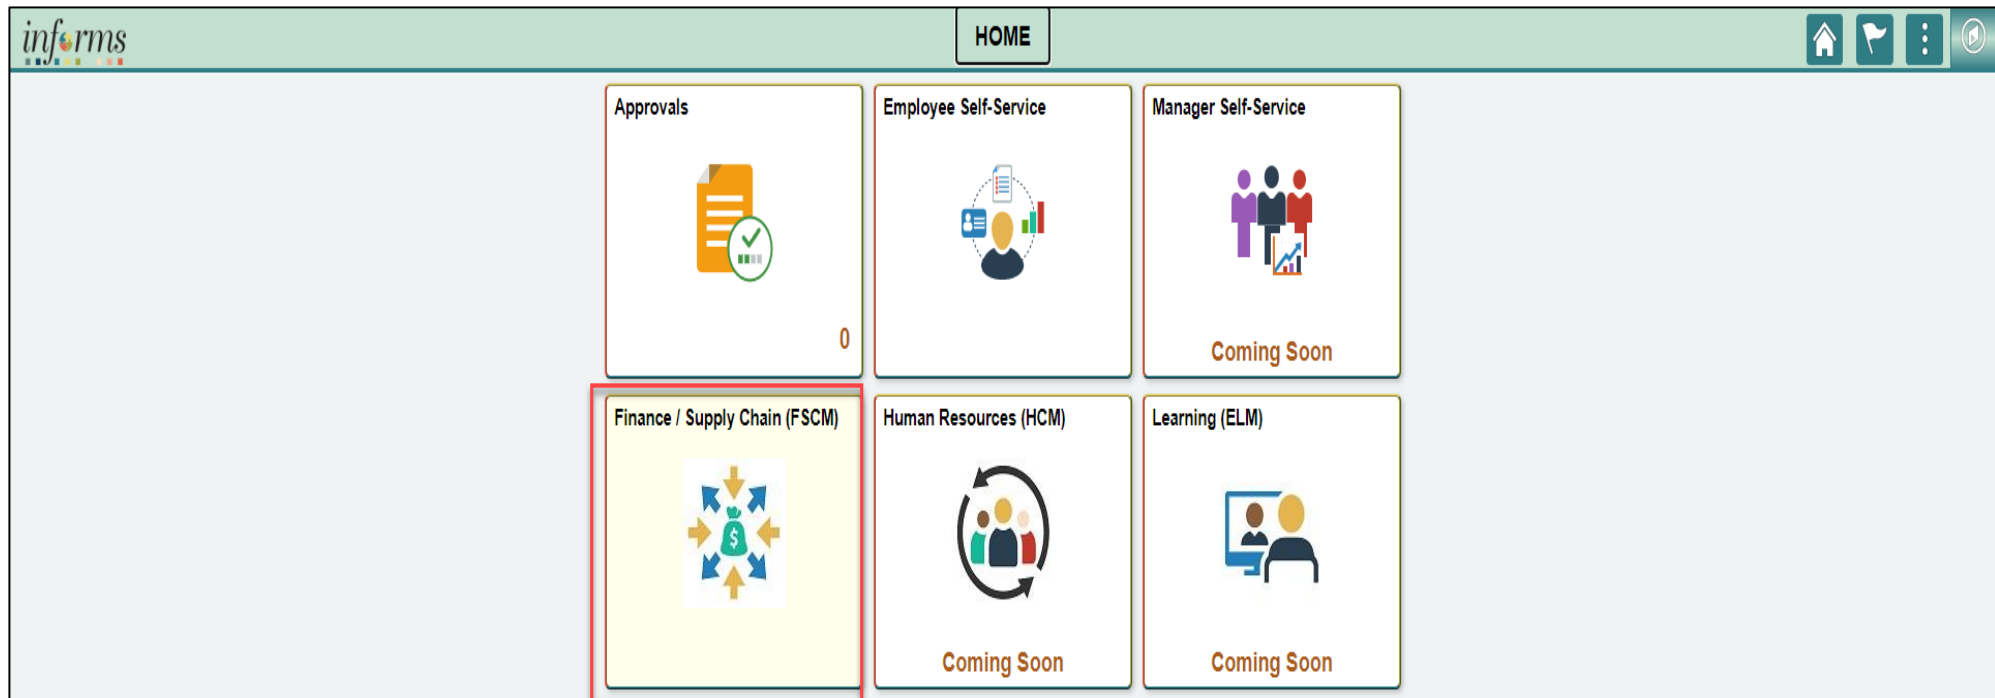 informs
HOME
Approvals
0
Employee Self-Service
Manager Self-Service
Coming Soon
Finance / Supply Chain (FSCM)
$
Human Resources (HCM)
Coming Soon
Learning (ELM)
Coming Soon